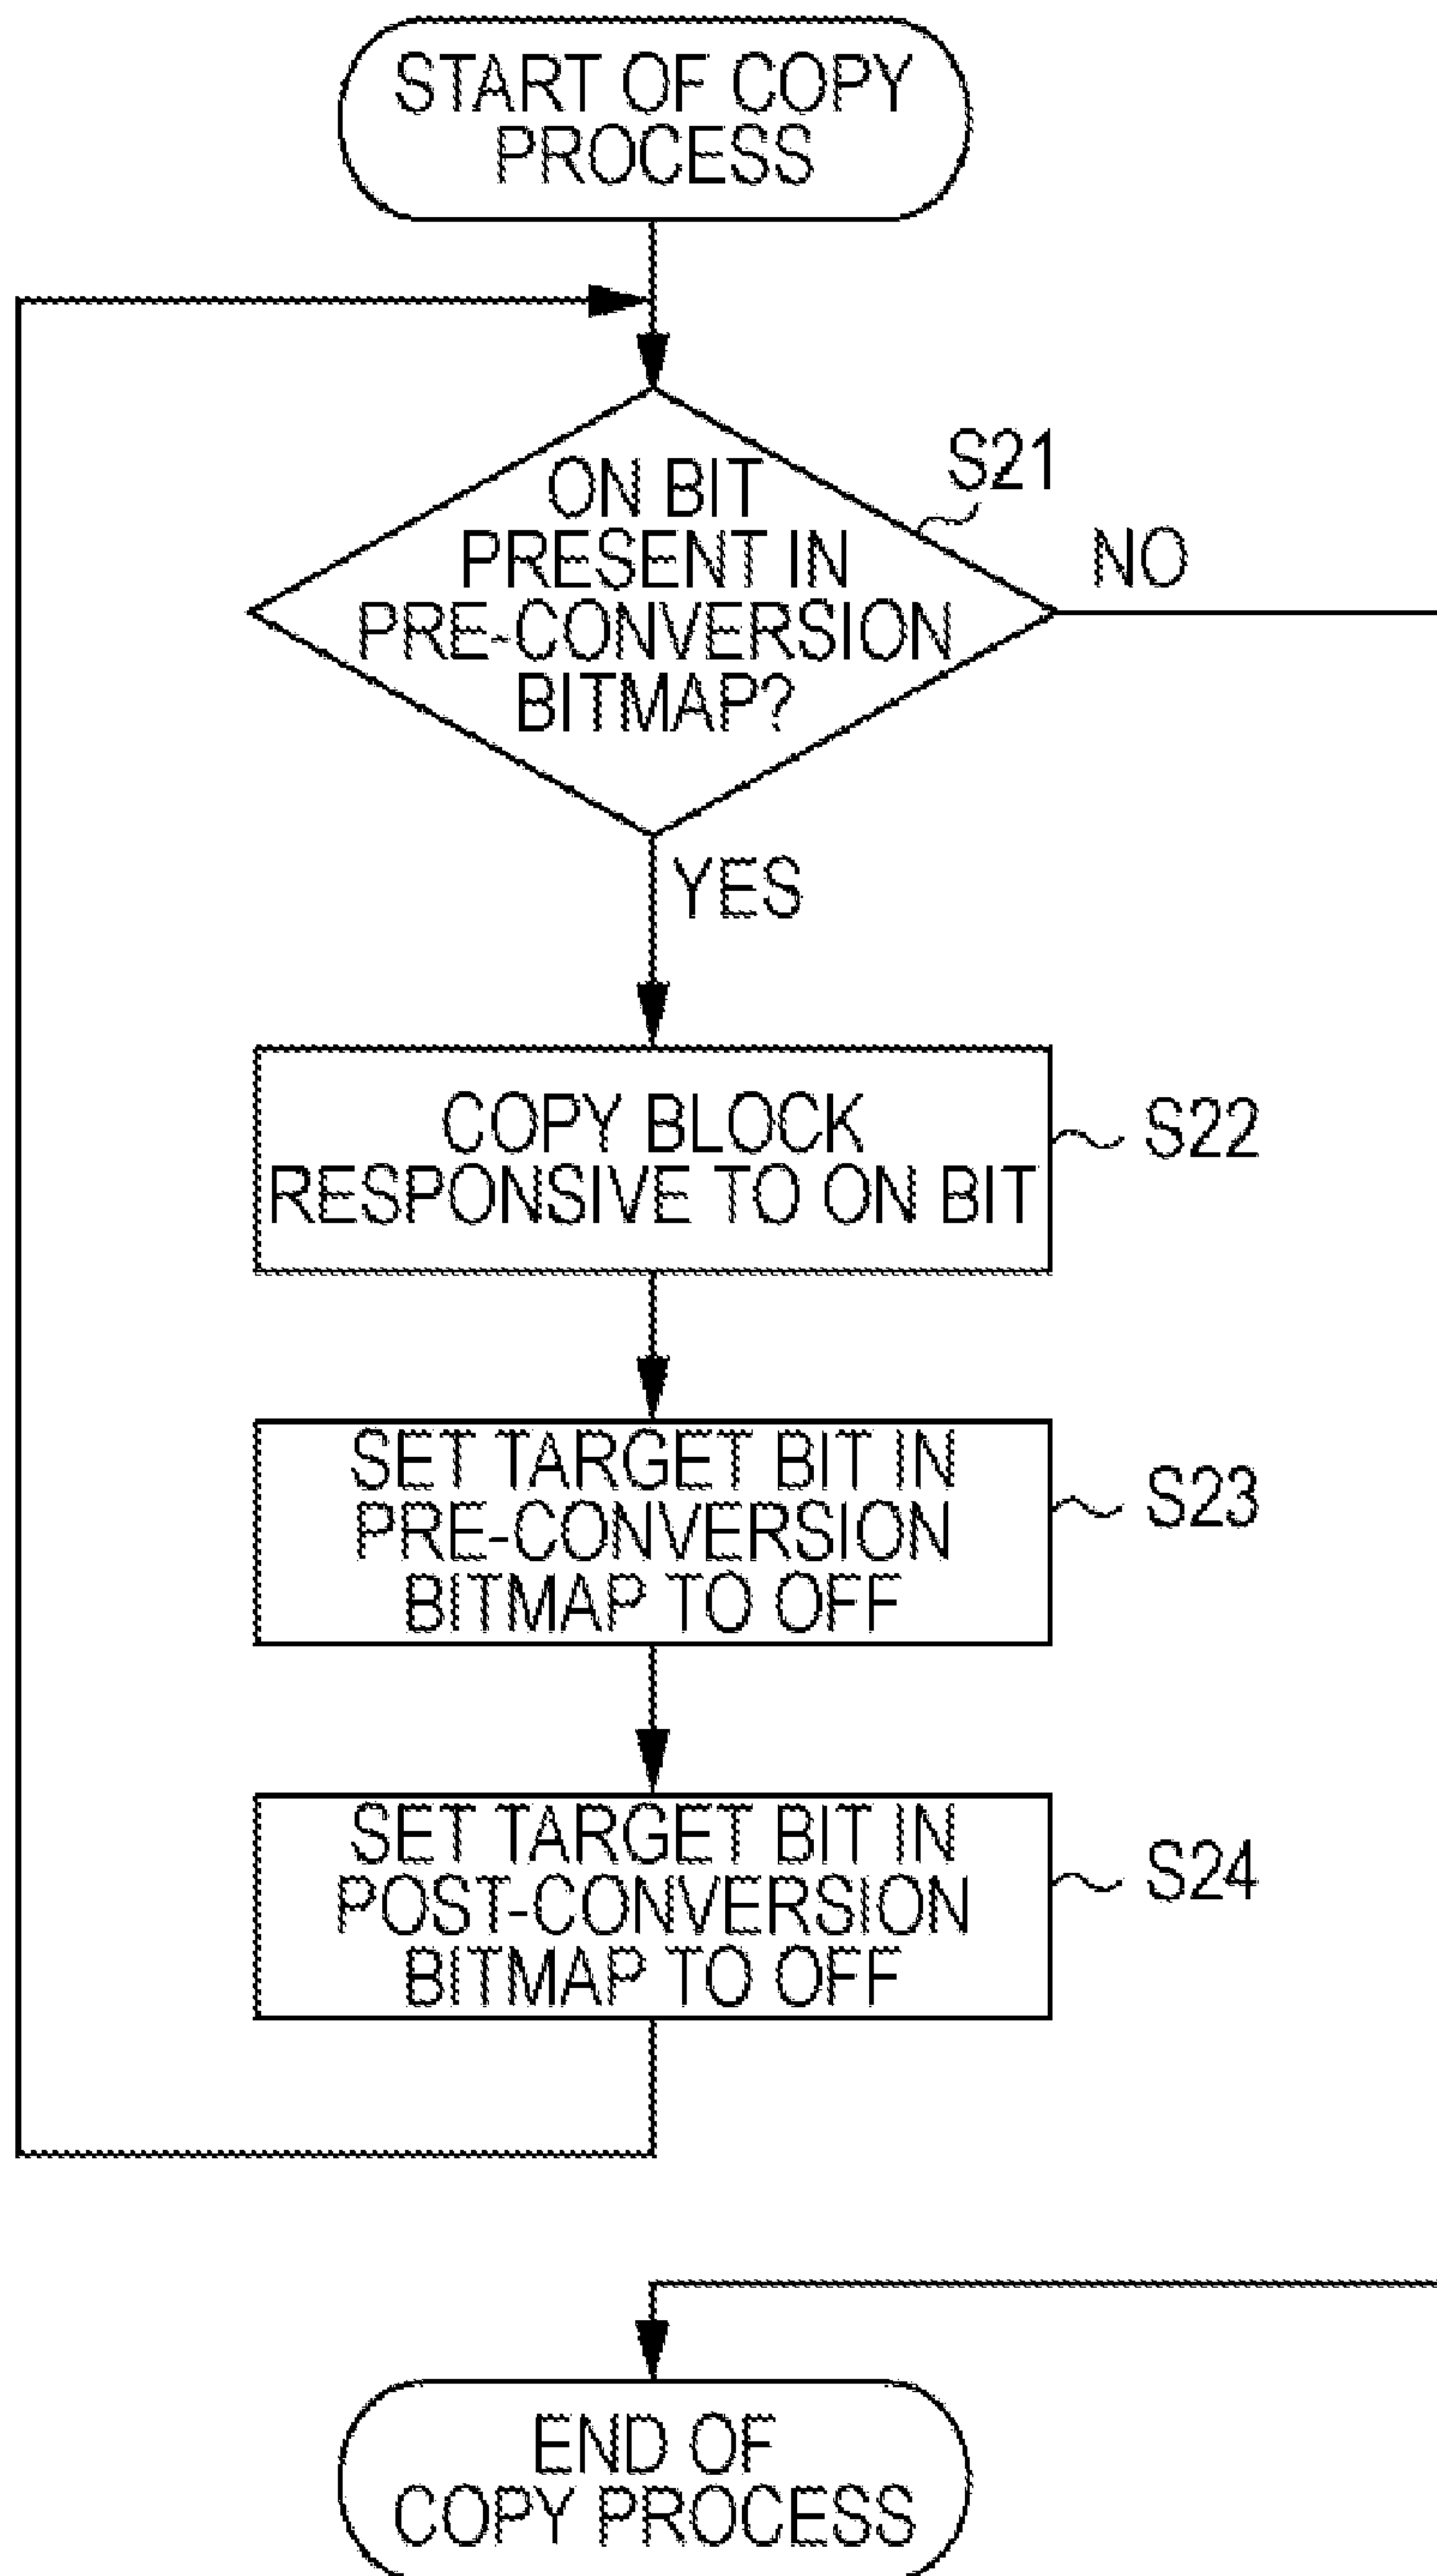 START OF COPY
PROCESS
S21
ON BIT
PRESENT IN
PRE-CONVERSION
BITMAP?
NO
YES
COPY BLOCK
RESPONSIVE TO ON BIT
S22
SET TARGET BIT IN
PRE-CONVERSION
BITMAP TO OFF
S23
SET TARGET BIT IN
POST-CONVERSION
BITMAP TO OFF
S24
END OF
COPY PROCESS